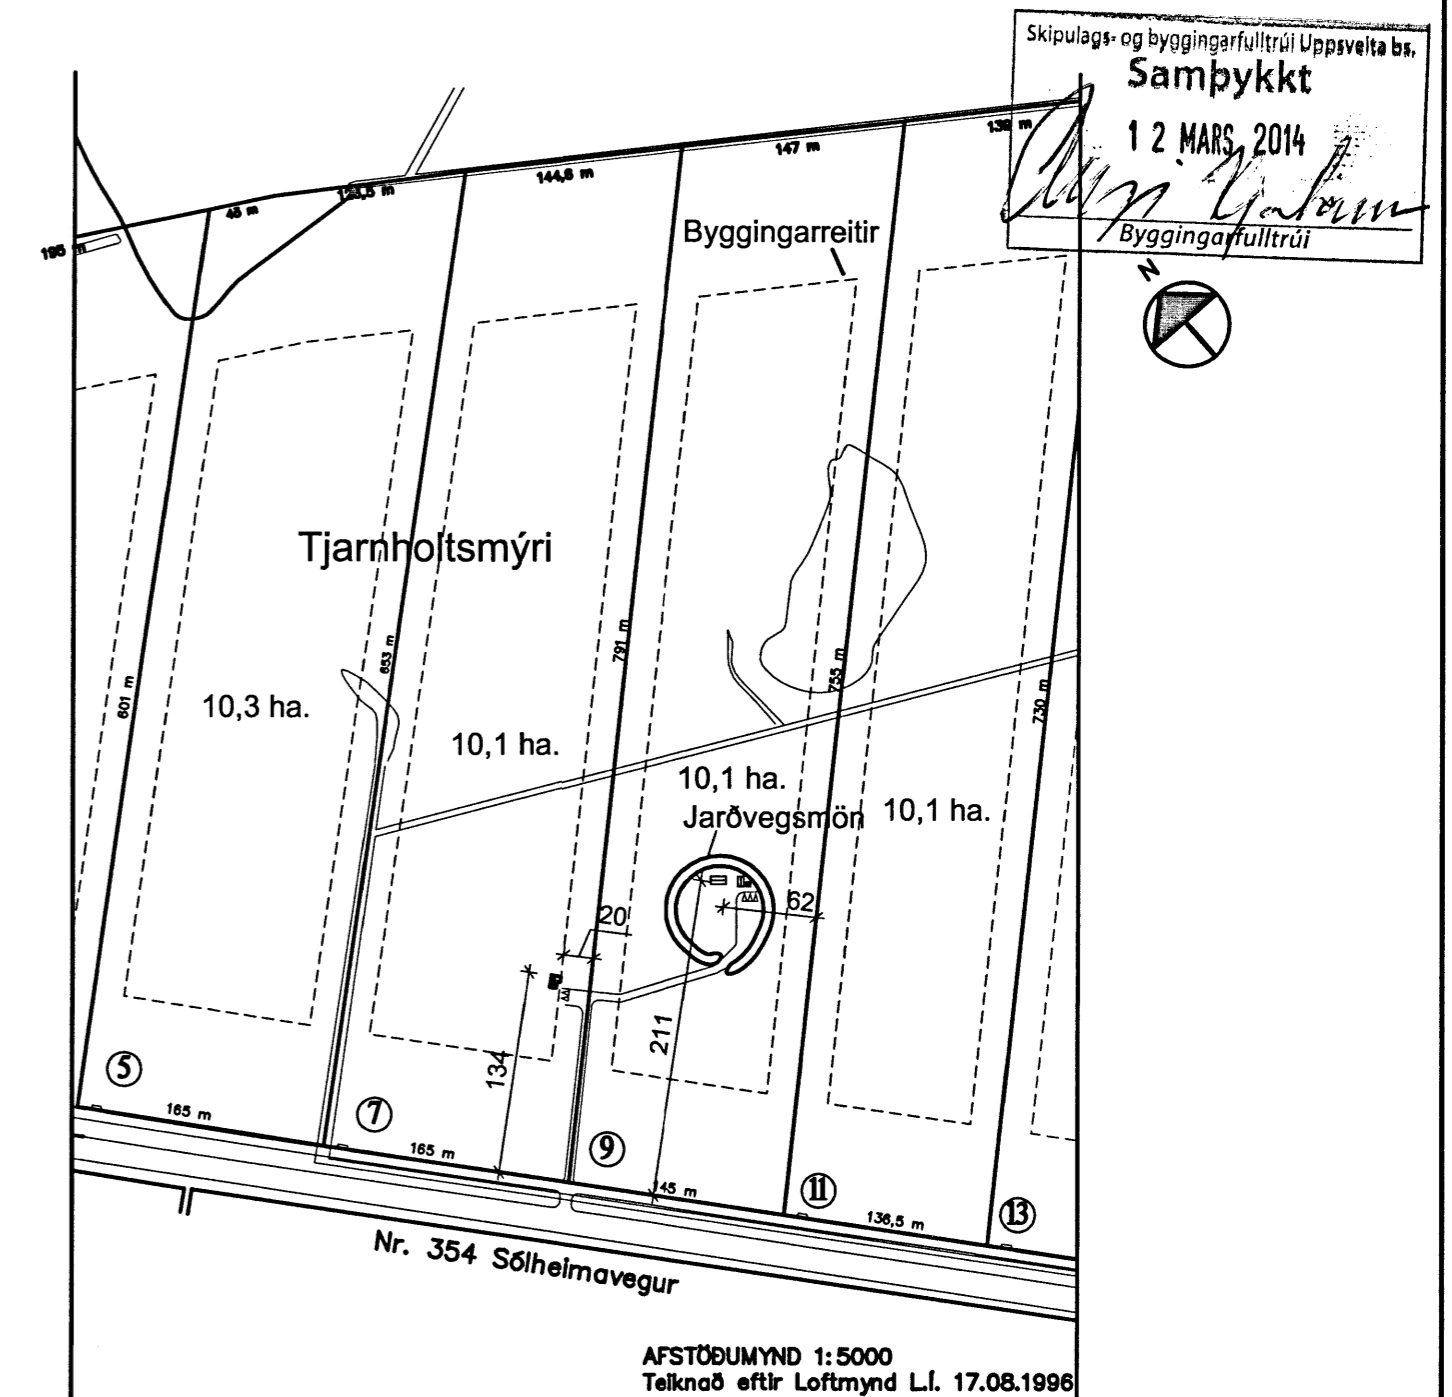 Skipulags- og byggingarfulltrúi Uppsveita bs.
Samþykkt
12 MARS 2014
Byggingarfulltrúi
N
195 m
45 m
144,6 m
147 m
Byggingarreitir
Tjarnholtsmýri
601 m
653 m
791 m
755 m
730 m
10,3 ha.
10,1 ha.
10,1 ha.
10,1 ha.
Jarðvegsmön
20
62
134
211
5
7
9
11
13
165 m
165 m
145 m
136,5 m
Nr. 354 Sólheimavegur
AFSTÖÐUMYND 1:5000
Teiknað eftir Loftmynd L.Í. 17.08.1996